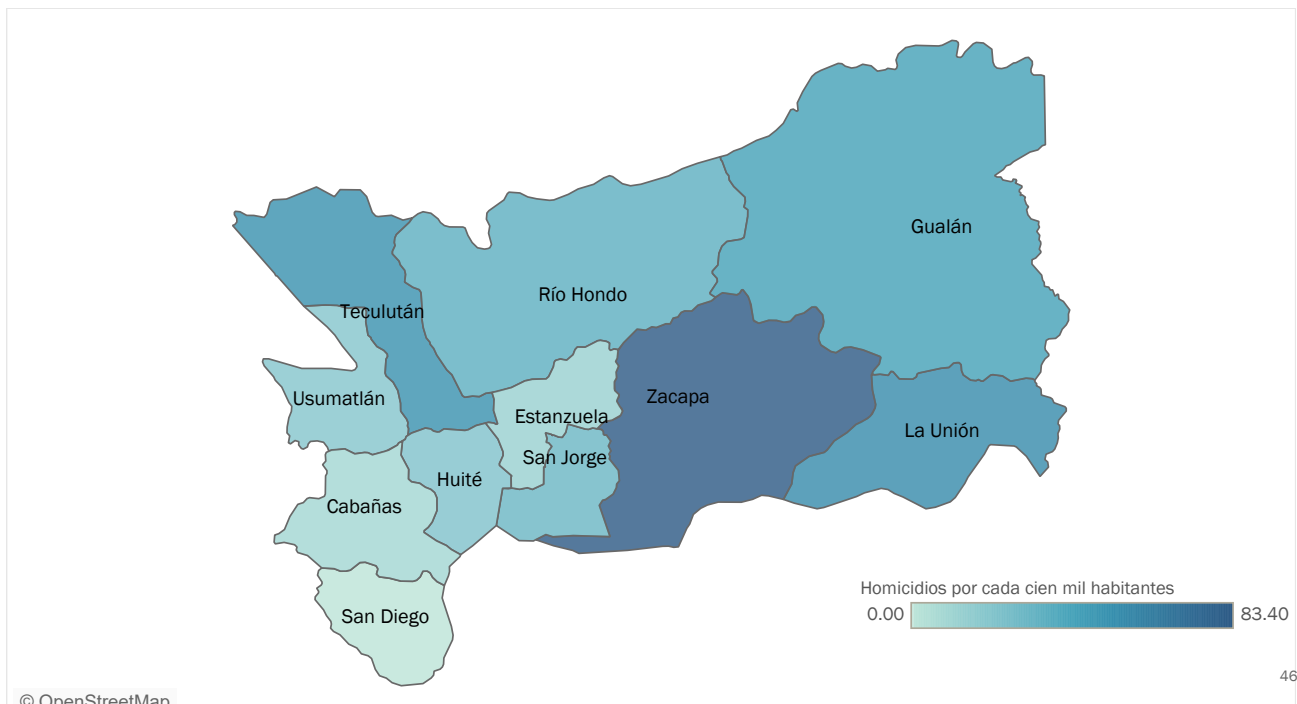 Gualán
Río Hondo
Teculután
Usumatlán
Zacapa
Estanzuela
La Unión
San Jorge
Huité
Cabañas
San Diego
Homicidios por cada cien mil habitantes
0.00
83.40
46
© OpenStreetMap